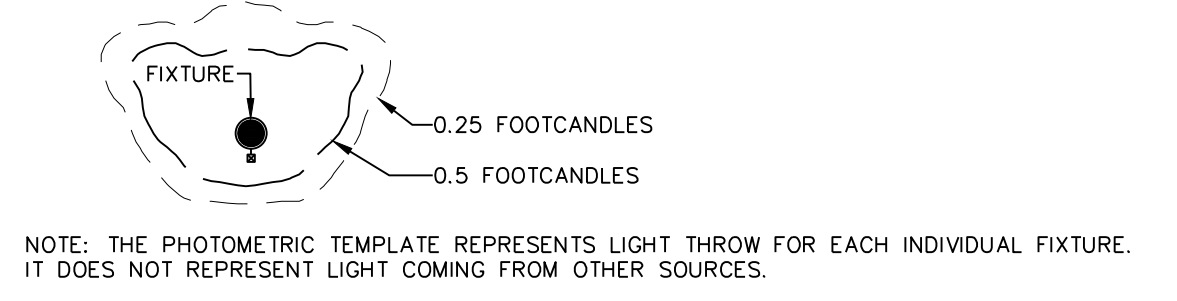 FIXTURE
0.25 FOOTCANDLES
0.5 FOOTCANDLES
NOTE: THE PHOTOMETRIC TEMPLATE REPRESENTS LIGHT THROW FOR EACH INDIVIDUAL FIXTURE.
IT DOES NOT REPRESENT LIGHT COMING FROM OTHER SOURCES.